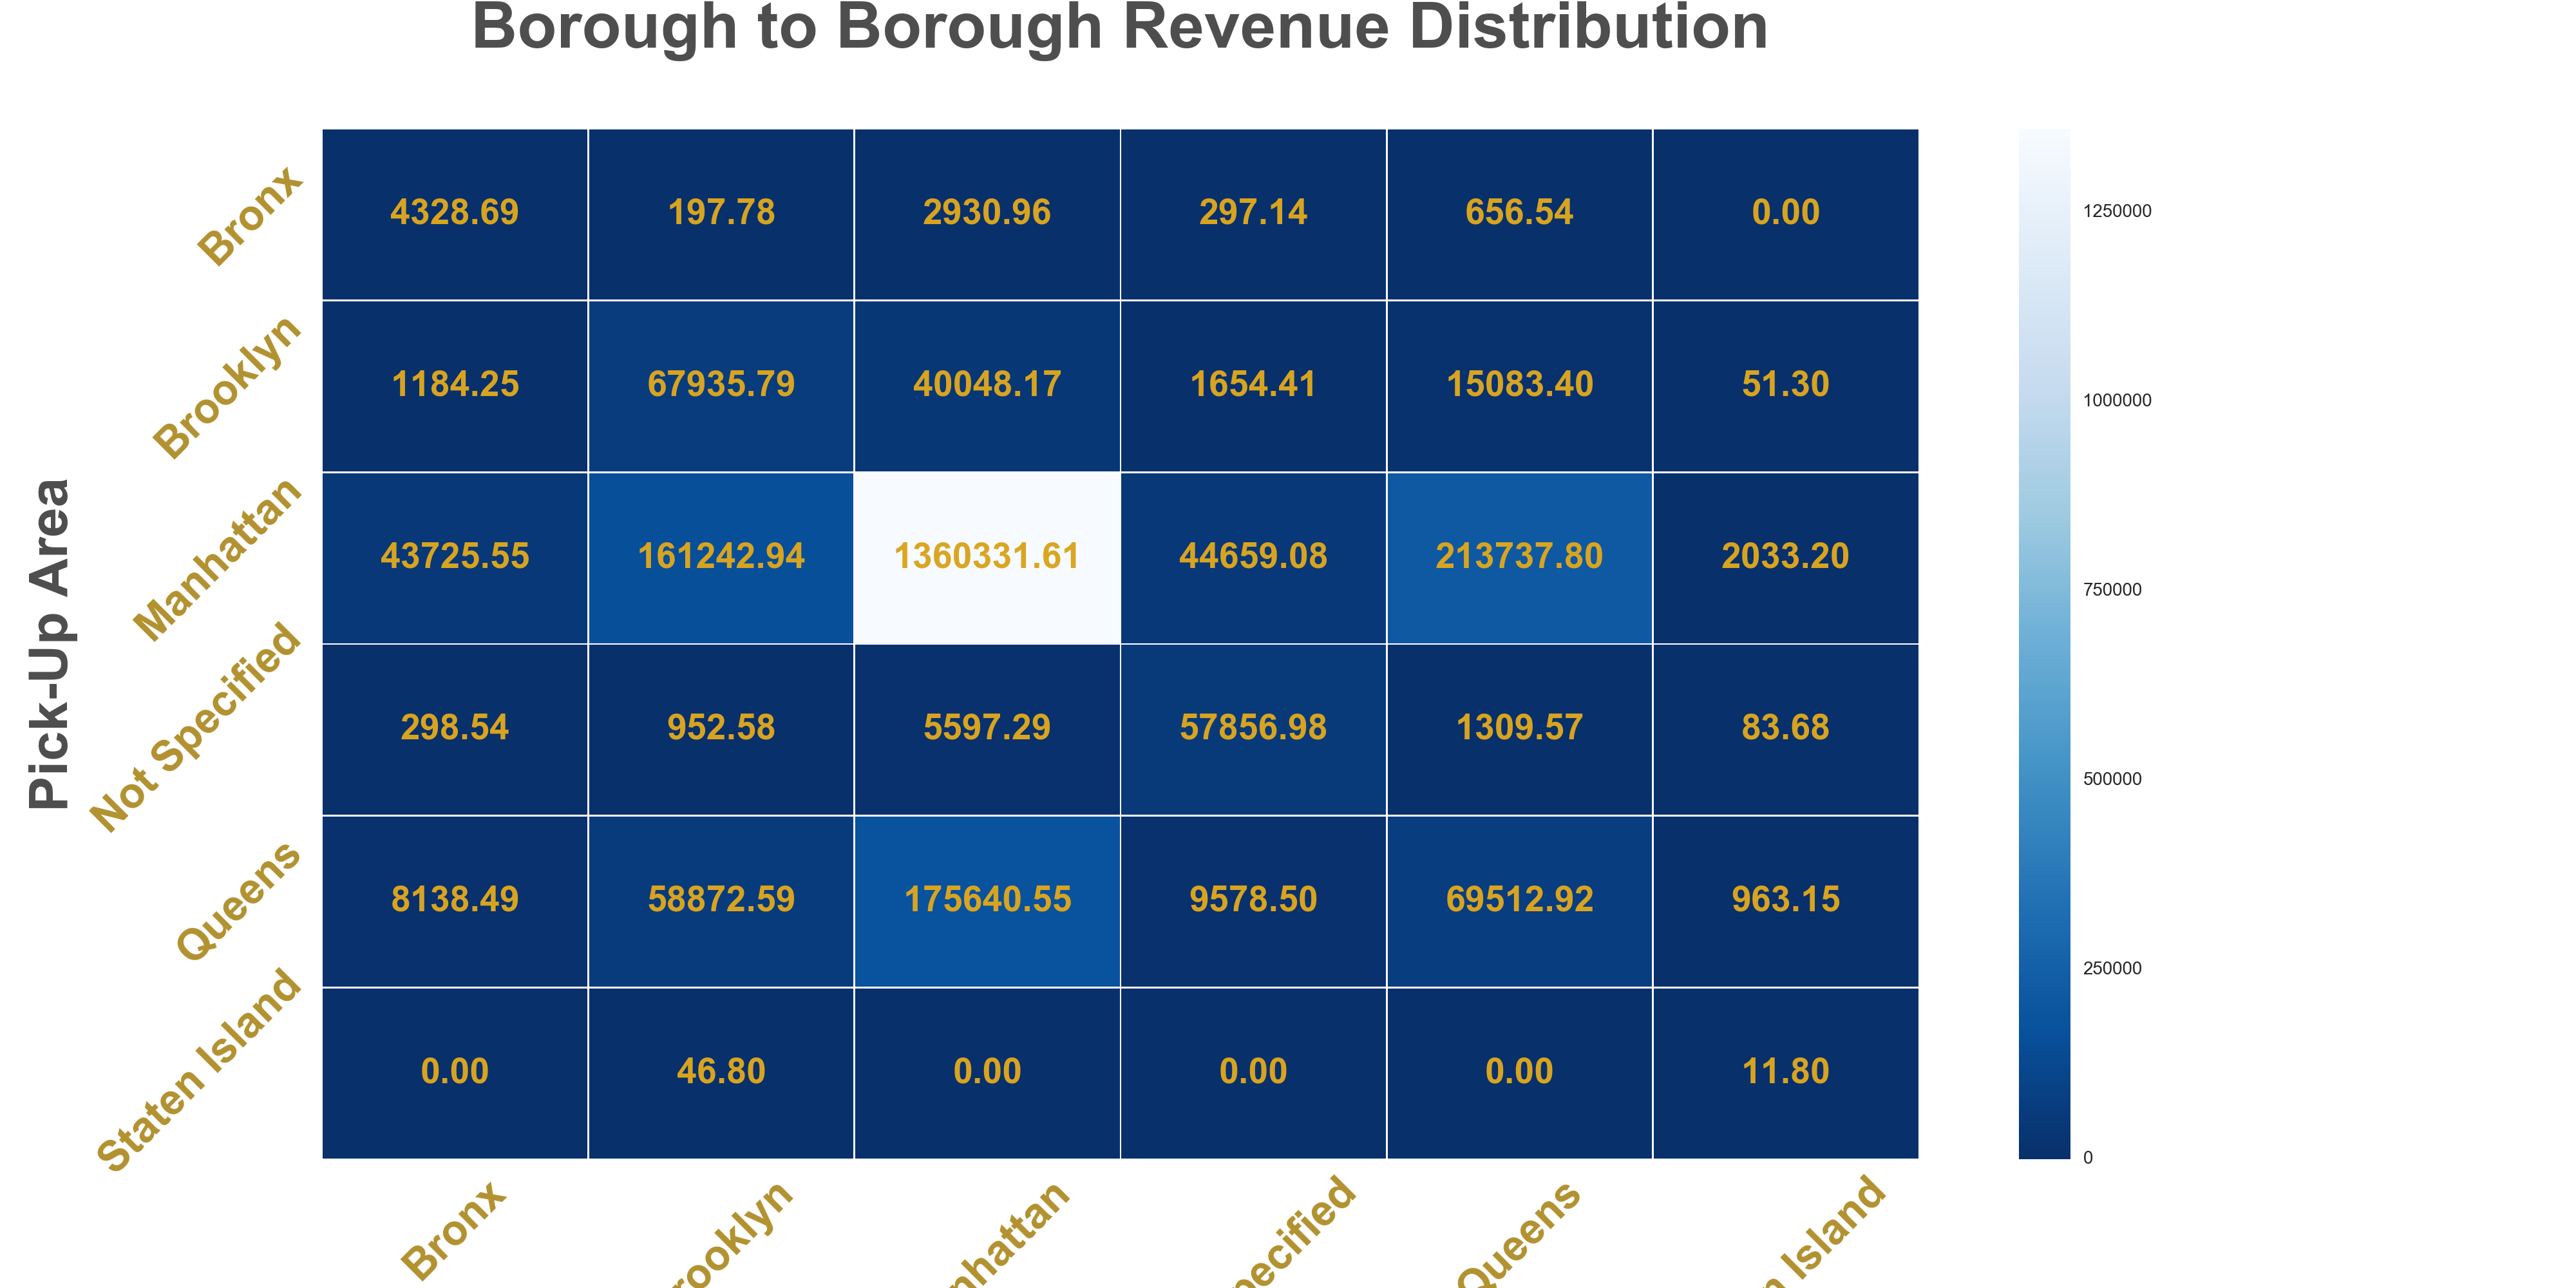 Borough to Borough Revenue Distribution
Pick-Up Area
Bronx 4328.69 197.78 2930.96 297.14 656.54 0.00
Brooklyn 1184.25 67935.79 40048.17 1654.41 15083.40 51.30
Manhattan 43725.55 161242.94 1360331.61 44659.08 213737.80 2033.20
Not Specified 298.54 952.58 5597.29 57856.98 1309.57 83.68
Queens 8138.49 58872.59 175640.55 9578.50 69512.92 963.15
Staten Island 0.00 46.80 0.00 0.00 0.00 11.80
Bronx rooklyn nhattan ecified Queens n Island
1250000
1000000
750000
500000
250000
0